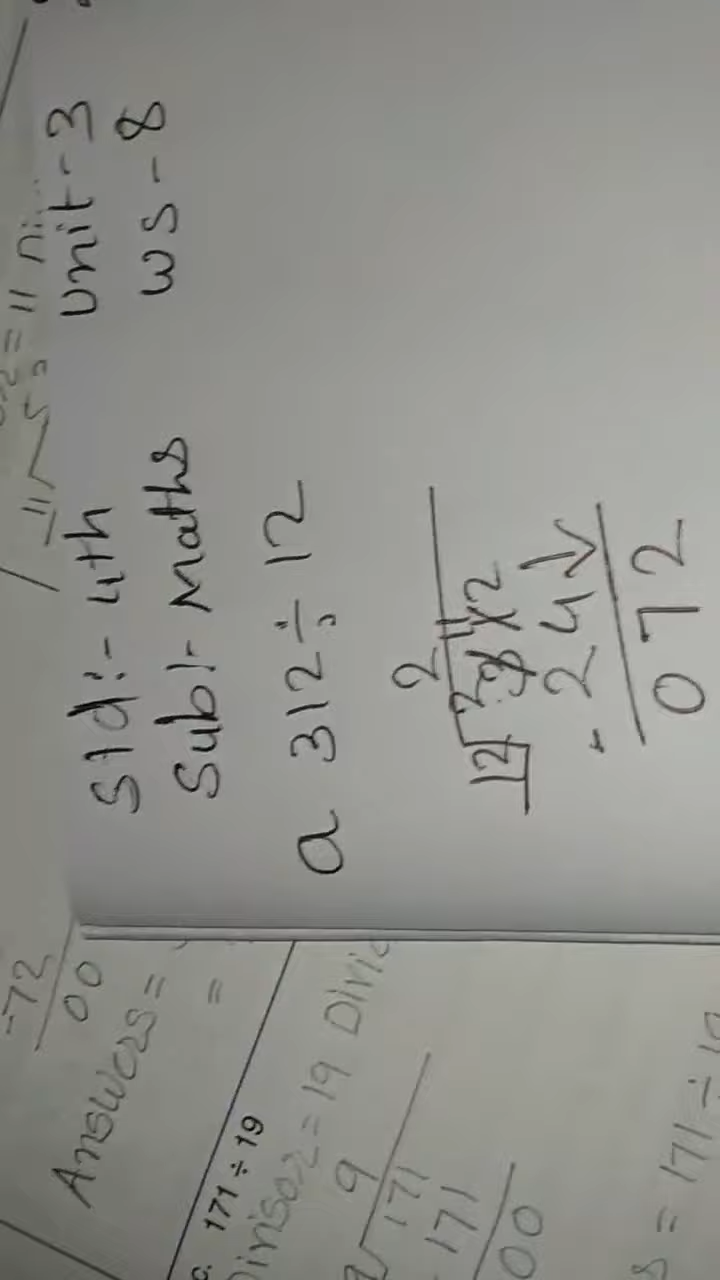 Std:- 4th Unit-3
Sub:- Maths WS-8
a 312÷12
2
12 312
- 24↓
072
-72
00
Answers =
=
171 ÷ 19
Divisor = 19
9
171
171
00
= 171 ÷